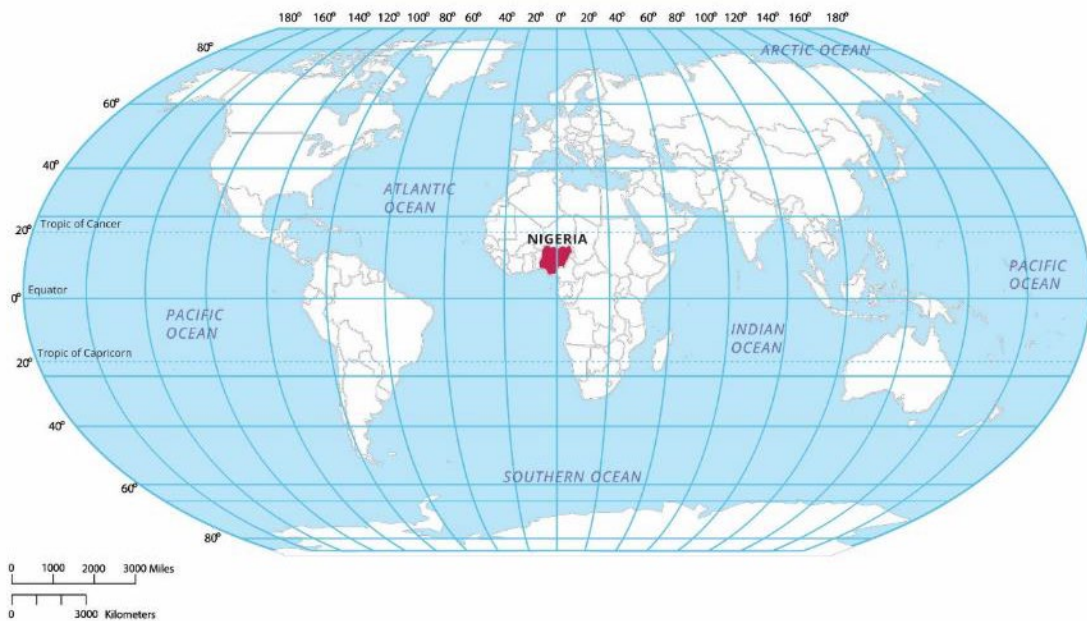 180° 160° 140° 120° 100° 80° 60° 40° 20° 0° 20° 40° 60° 80° 100° 120° 140° 160° 180°
80°
ARCTIC OCEAN
60°
40°
ATLANTIC
OCEAN
Tropic of Cancer
20°
NIGERIA
Equator
0°
PACIFIC
OCEAN
PACIFIC
OCEAN
INDIAN
OCEAN
Tropic of Capricorn
20°
40°
SOUTHERN OCEAN
60°
80°
0 1000 2000 3000 Miles
0 3000 Kilometers